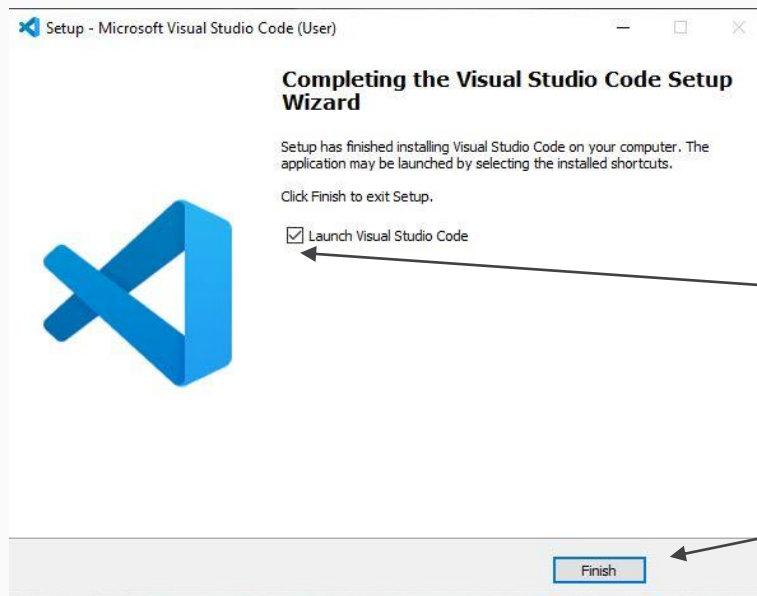 Setup - Microsoft Visual Studio Code (User)
Completing the Visual Studio Code Setup
Wizard
Setup has finished installing Visual Studio Code on your computer. The
application may be launched by selecting the installed shortcuts.
Click Finish to exit Setup.
Launch Visual Studio Code
Finish